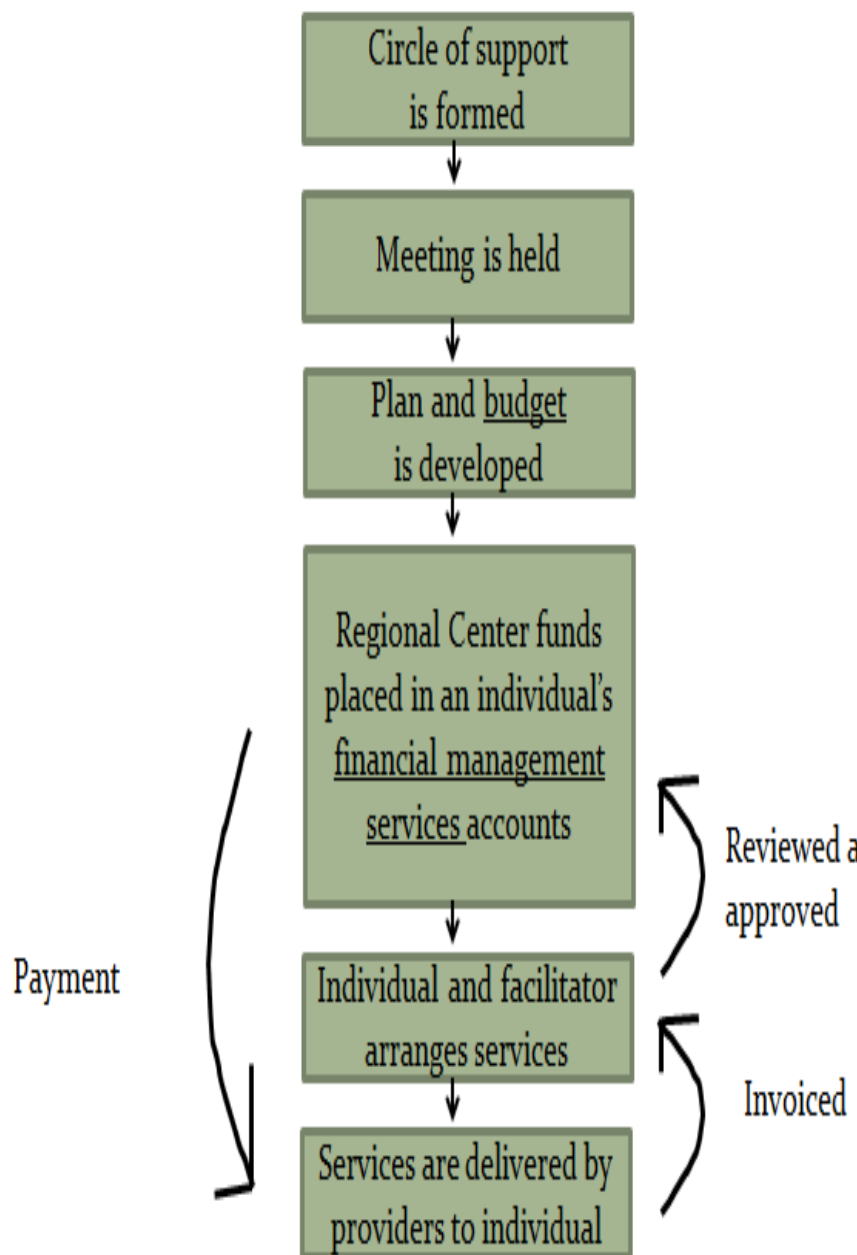 Circle of support
is formed
Meeting is held
Plan and budget
is developed
Regional Center funds
placed in an individual’s
financial management
services accounts
Reviewed a
approved
Payment
Individual and facilitator
arranges services
Invoiced
Services are delivered by
providers to individual